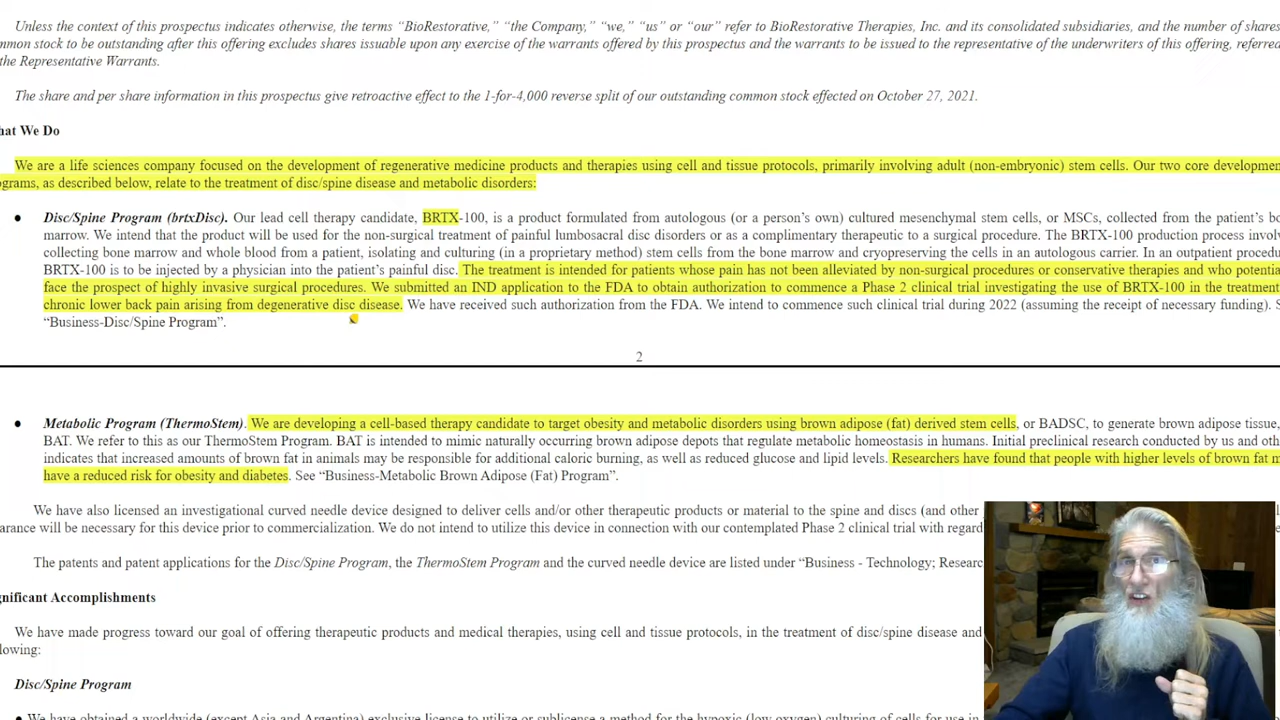 Unless the context of this prospectus indicates otherwise, the terms “BioRestorative,” “the Company,” “we,” “us” or “our” refer to BioRestorative Therapies, Inc. and its consolidated subsidiaries, and the number of shares
mmon stock to be outstanding after this offering excludes shares issuable upon any exercise of the warrants offered by this prospectus and the warrants to be issued to the representative of the underwriters of this offering, referred
the Representative Warrants.
The share and per share information in this prospectus give retroactive effect to the 1-for-4,000 reverse split of our outstanding common stock effected on October 27, 2021.
hat We Do
We are a life sciences company focused on the development of regenerative medicine products and therapies using cell and tissue protocols, primarily involving adult (non-embryonic) stem cells. Our two core developmen
ograms, as described below, relate to the treatment of disc/spine disease and metabolic disorders:
● Disc/Spine Program (brtxDisc). Our lead cell therapy candidate, BRTX-100, is a product formulated from autologous (or a person’s own) cultured mesenchymal stem cells, or MSCs, collected from the patient’s bo
marrow. We intend that the product will be used for the non-surgical treatment of painful lumbosacral disc disorders or as a complimentary therapeutic to a surgical procedure. The BRTX-100 production process involv
collecting bone marrow and whole blood from a patient, isolating and culturing (in a proprietary method) stem cells from the bone marrow and cryopreserving the cells in an autologous carrier. In an outpatient procedu
BRTX-100 is to be injected by a physician into the patient’s painful disc. The treatment is intended for patients whose pain has not been alleviated by non-surgical procedures or conservative therapies and who potentia
face the prospect of highly invasive surgical procedures. We submitted an IND application to the FDA to obtain authorization to commence a Phase 2 clinical trial investigating the use of BRTX-100 in the treatment
chronic lower back pain arising from degenerative disc disease. We have received such authorization from the FDA. We intend to commence such clinical trial during 2022 (assuming the receipt of necessary funding). S
“Business-Disc/Spine Program”.
2
● Metabolic Program (ThermoStem). We are developing a cell-based therapy candidate to target obesity and metabolic disorders using brown adipose (fat) derived stem cells, or BADSC, to generate brown adipose tissue,
BAT. We refer to this as our ThermoStem Program. BAT is intended to mimic naturally occurring brown adipose depots that regulate metabolic homeostasis in humans. Initial preclinical research conducted by us and oth
indicates that increased amounts of brown fat in animals may be responsible for additional caloric burning, as well as reduced glucose and lipid levels. Researchers have found that people with higher levels of brown fat m
have a reduced risk for obesity and diabetes. See “Business-Metabolic Brown Adipose (Fat) Program”.
We have also licensed an investigational curved needle device designed to deliver cells and/or other therapeutic products or material to the spine and discs (and other
arance will be necessary for this device prior to commercialization. We do not intend to utilize this device in connection with our contemplated Phase 2 clinical trial with regard
The patents and patent applications for the Disc/Spine Program, the ThermoStem Program and the curved needle device are listed under “Business - Technology; Researc
gnificant Accomplishments
We have made progress toward our goal of offering therapeutic products and medical therapies, using cell and tissue protocols, in the treatment of disc/spine disease and
lowing:
Disc/Spine Program
● We have obtained a worldwide (except Asia and Argentina) exclusive license to utilize or sublicense a method for the hypoxic (low oxygen) culturing of cells for use in